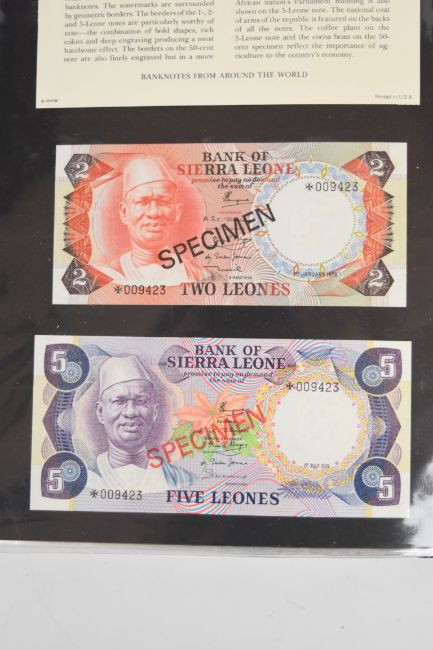 banknotes. The watermarks are surrounded
by geometric borders. The borders of the 1-, 2-
and 5-Leone notes are particularly worthy of
note—the combination of bold shapes, rich
colors and deep engraving producing a most
handsome effect. The borders on the 50-cent
note are also finely engraved but in a more
African nation's Parliament Building is also
shown on the 5-Leone note. The national coat
of arms of the republic is featured on the backs
of all the notes. The coffee plant on the
5-Leone note and the cocoa bean on the 50-
cent specimen reflect the importance of ag-
riculture to the country's economy.
BANKNOTES FROM AROUND THE WORLD
Printed in U.S.A.
2
BANK OF
SIERRA LEONE
promise to pay on demand
the sum of
*009423
SPECIMEN
1st JANUARY 1978
2
*009423
2
TWO LEONES
5
BANK OF
SIERRA LEONE
promise to pay on demand
the sum of
5
*009423
SPECIMEN
JULY
5
*009423
FIVE LEONES
5